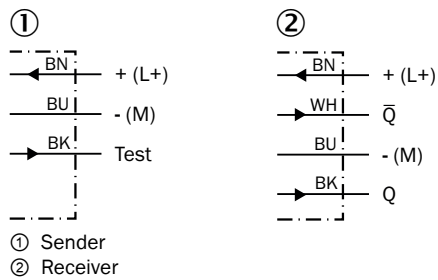 ①
BN + (L+)
BU - (M)
BK Test
②
BN + (L+)
WH Q̅
BU - (M)
BK Q
① Sender
② Receiver